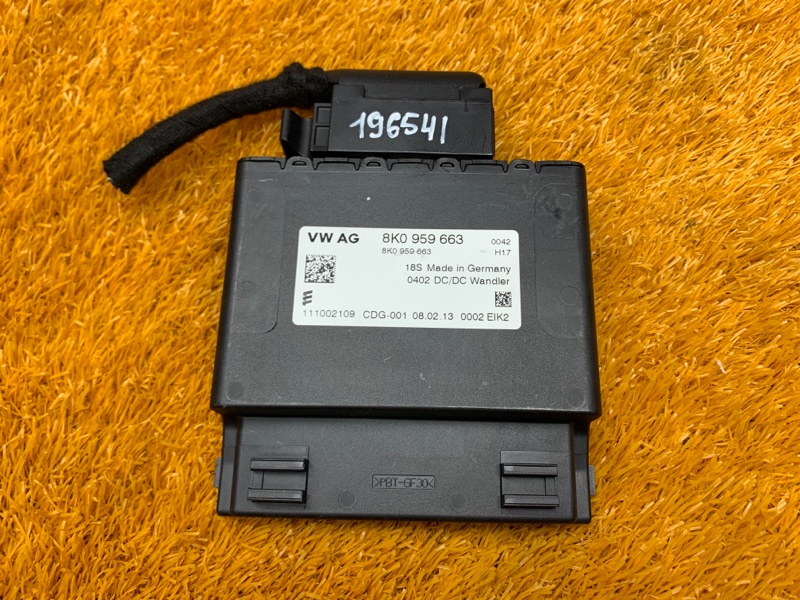 196541
VW AG 8K0 959 663 0042
8K0 959 663 H17
18S Made in Germany
0402 DC/DC Wandler
111002109 CDG-001 08.02.13 0002 EIK2
>PBT-GF30<